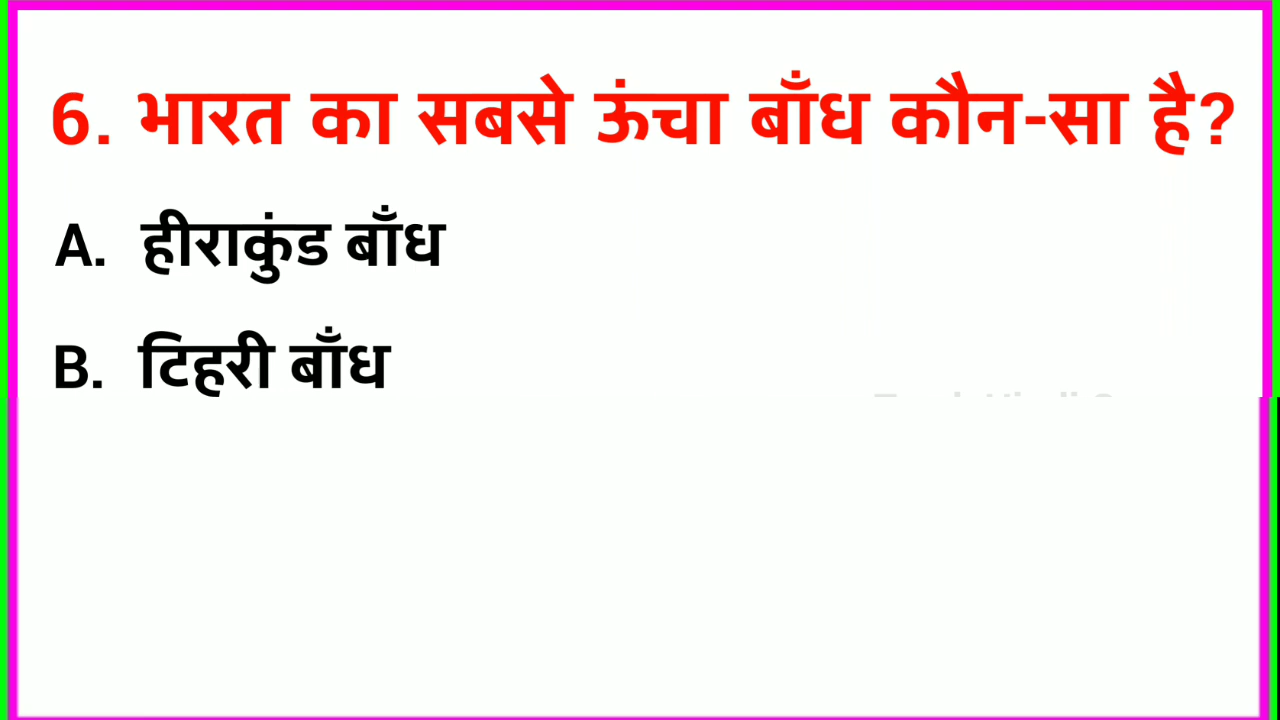 6. भारत का सबसे ऊंचा बाँध कौन-सा है?
A. हीराकुंड बाँध
B. टिहरी बाँध